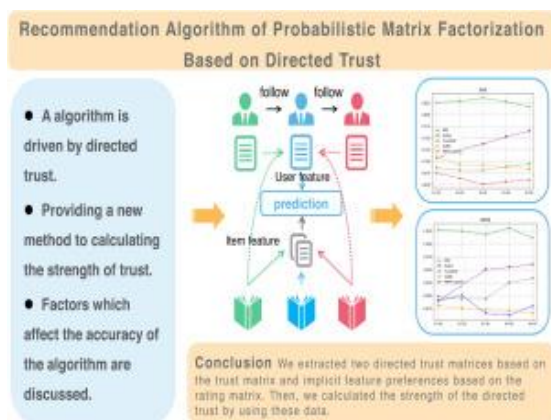 Recommendation Algorithm of Probabilistic Matrix Factorization
Based on Directed Trust
● A algorithm is
driven by directed
trust.
● Providing a new
method to calculating
the strength of trust.
● Factors which
affect the accuracy of
the algorithm are
discussed.
follow follow
User feature
prediction
Item feature
Conclusion We extracted two directed trust matrices based on
the trust matrix and implicit feature preferences based on the
rating matrix. Then, we calculated the strength of the directed
trust by using these data.